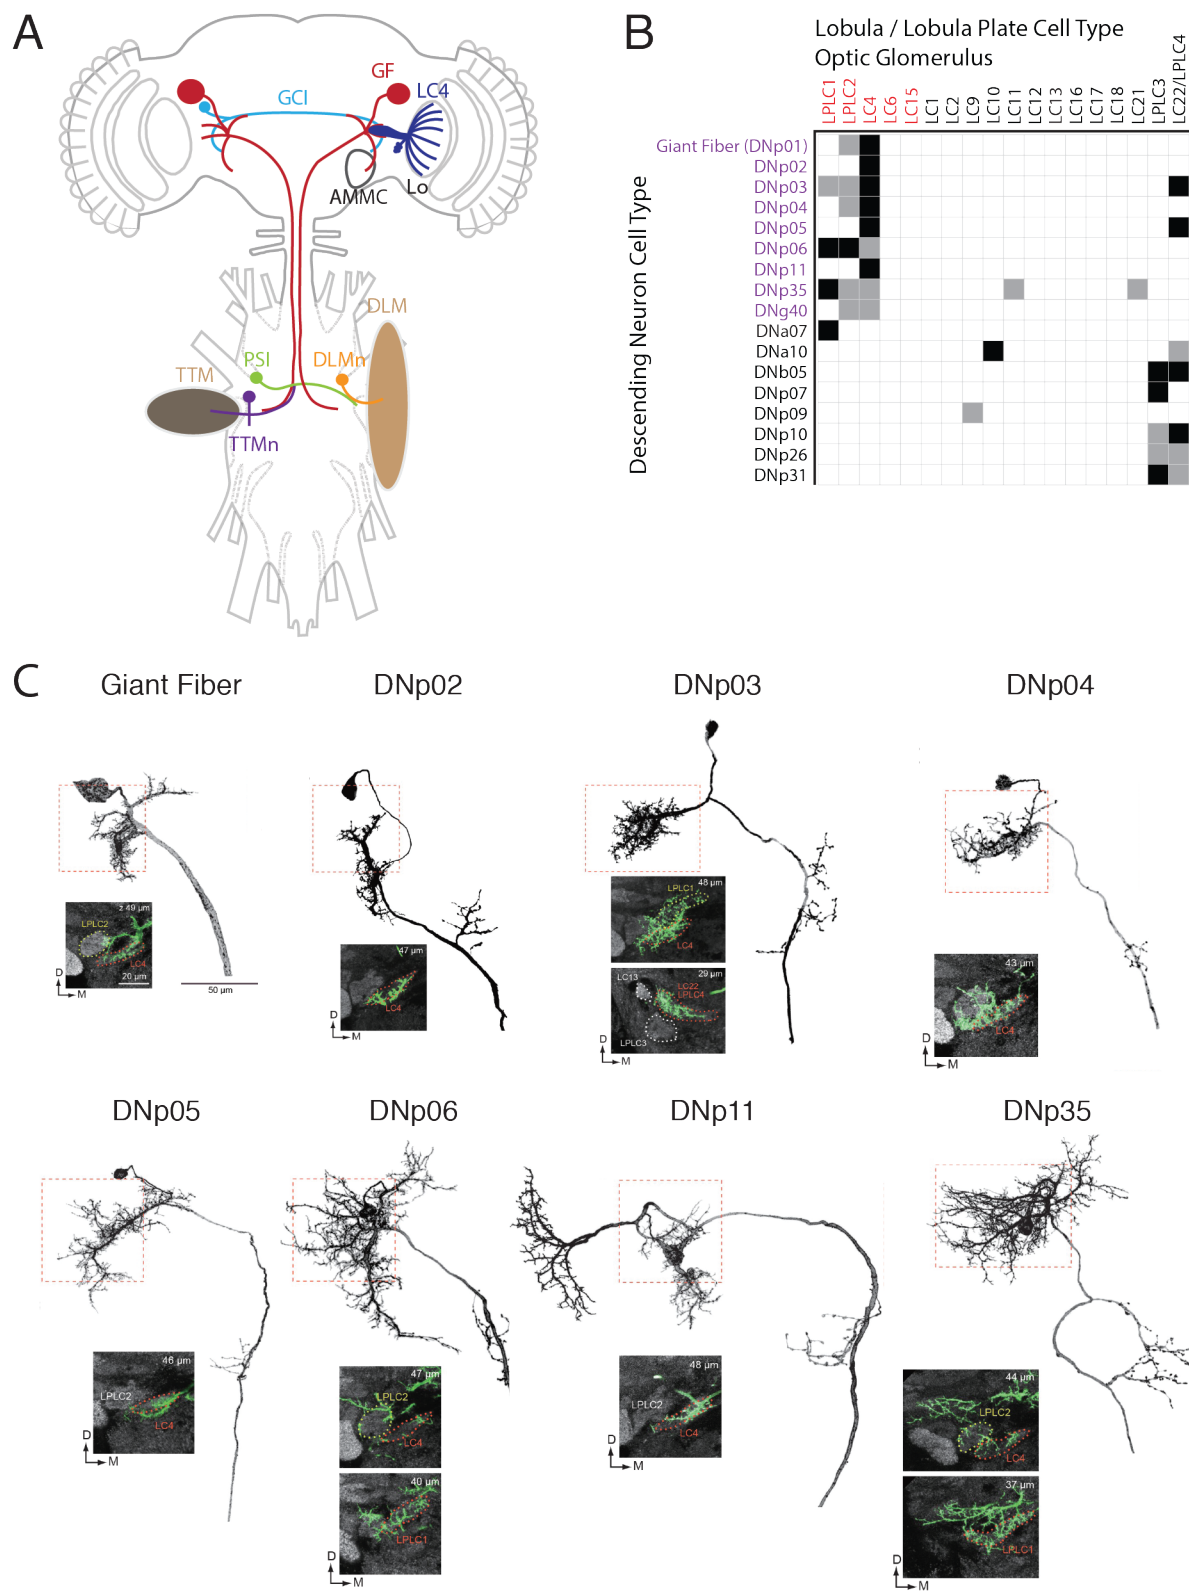 A
GF
GCI
LC4
AMMC
Lo
DLM
PSI
DLMn
TTM
TTMn
B
Lobula / Lobula Plate Cell Type
Optic Glomerulus
LPLC1
LPLC2
LC4
LC6
LC15
LC1
LC2
LC9
LC10
LC11
LC12
LC13
LC16
LC17
LC18
LC21
LPLC3
LC22/LPLC4
Descending Neuron Cell Type
Giant Fiber (DNp01)
DNp02
DNp03
DNp04
DNp05
DNp06
DNp11
DNp35
DNg40
DNa07
DNa10
DNb05
DNp07
DNp09
DNp10
DNp26
DNp31
C
Giant Fiber
z 49 µm
LPLC2
LC4
20 µm
D
M
50 µm
DNp02
47 µm
LC4
D
M
DNp03
48 µm
LPLC1
LC4
29 µm
LC13
LC22
LPLC4
LPLC3
D
M
DNp04
43 µm
LC4
D
M
DNp05
46 µm
LPLC2
LC4
D
M
DNp06
47 µm
LPLC2
LC4
40 µm
LPLC1
D
M
DNp11
48 µm
LPLC2
LC4
D
M
DNp35
44 µm
LPLC2
LC4
37 µm
LPLC1
D
M